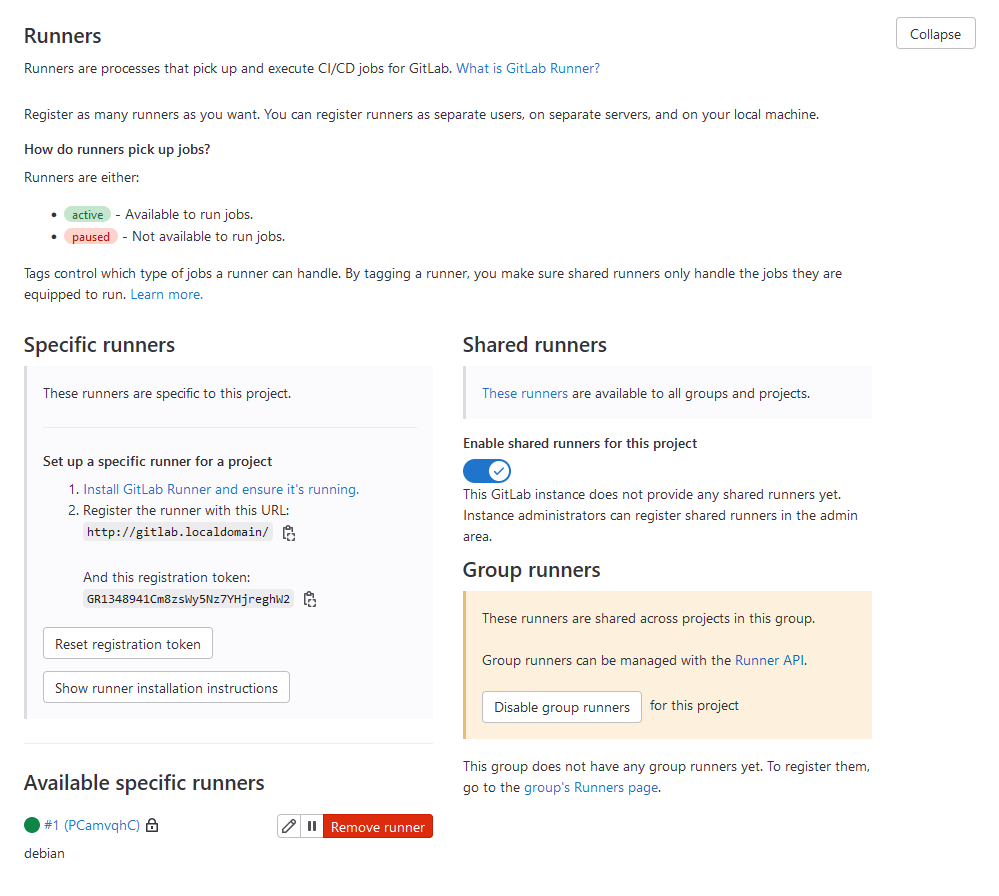 Runners
Collapse
Runners are processes that pick up and execute CI/CD jobs for GitLab. What is GitLab Runner?
Register as many runners as you want. You can register runners as separate users, on separate servers, and on your local machine.
How do runners pick up jobs?
Runners are either:
active - Available to run jobs.
paused - Not available to run jobs.
Tags control which type of jobs a runner can handle. By tagging a runner, you make sure shared runners only handle the jobs they are
equipped to run. Learn more.
Specific runners
These runners are specific to this project.
Set up a specific runner for a project
1. Install GitLab Runner and ensure it's running.
2. Register the runner with this URL:
http://gitlab.localdomain/
And this registration token:
GR1348941Cm8zsWy5Nz7YHjreghW2
Reset registration token
Show runner installation instructions
Available specific runners
#1 (PCamvqhC)
Remove runner
debian
Shared runners
These runners are available to all groups and projects.
Enable shared runners for this project
This GitLab instance does not provide any shared runners yet.
Instance administrators can register shared runners in the admin
area.
Group runners
These runners are shared across projects in this group.
Group runners can be managed with the Runner API.
Disable group runners for this project
This group does not have any group runners yet. To register them,
go to the group's Runners page.